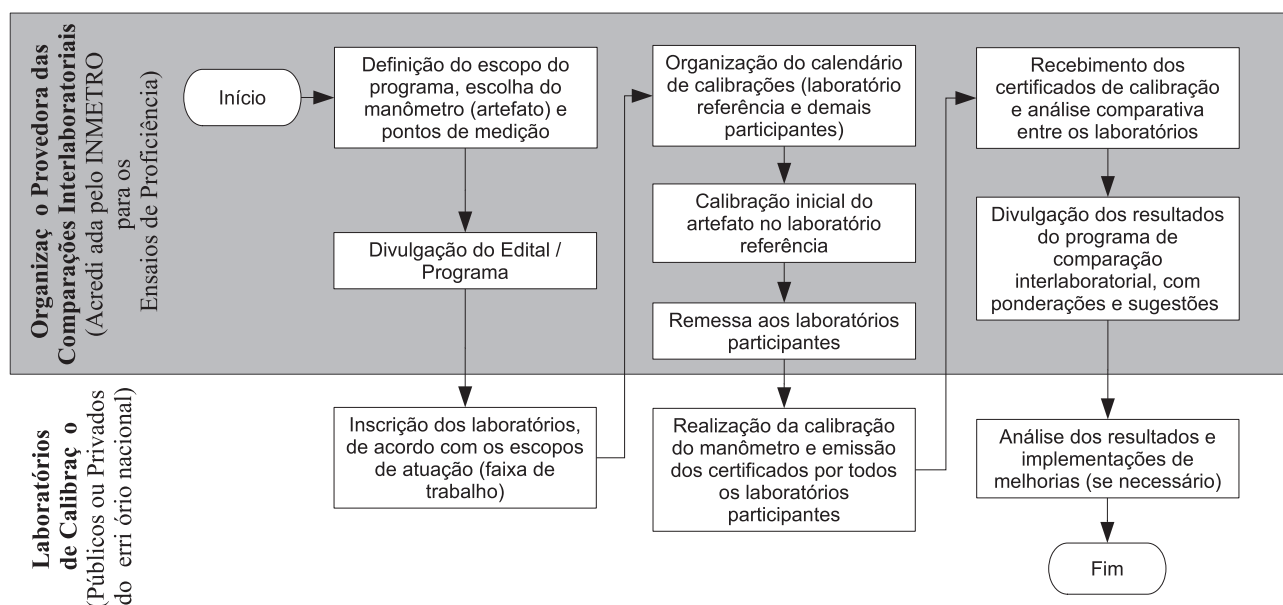 Organizaç o Provedora das
Comparações Interlaboratoriais
(Acredi ada pelo INMETRO
para os
Ensaios de Proficiência)
Início
Definição do escopo do
programa, escolha do
manômetro (artefato) e
pontos de medição
Divulgação do Edital /
Programa
Organização do calendário
de calibrações (laboratório
referência e demais
participantes)
Calibração inicial do
artefato no laboratório
referência
Remessa aos laboratórios
participantes
Recebimento dos
certificados de calibração
e análise comparativa
entre os laboratórios
Divulgação dos resultados
do programa de
comparação
interlaboratorial, com
ponderações e sugestões
Laboratórios
de Calibraç o
(Públicos ou Privados
do erri ório nacional)
Inscrição dos laboratórios,
de acordo com os escopos
de atuação (faixa de
trabalho)
Realização da calibração
do manômetro e emissão
dos certificados por todos
os laboratórios
participantes
Análise dos resultados e
implementações de
melhorias (se necessário)
Fim